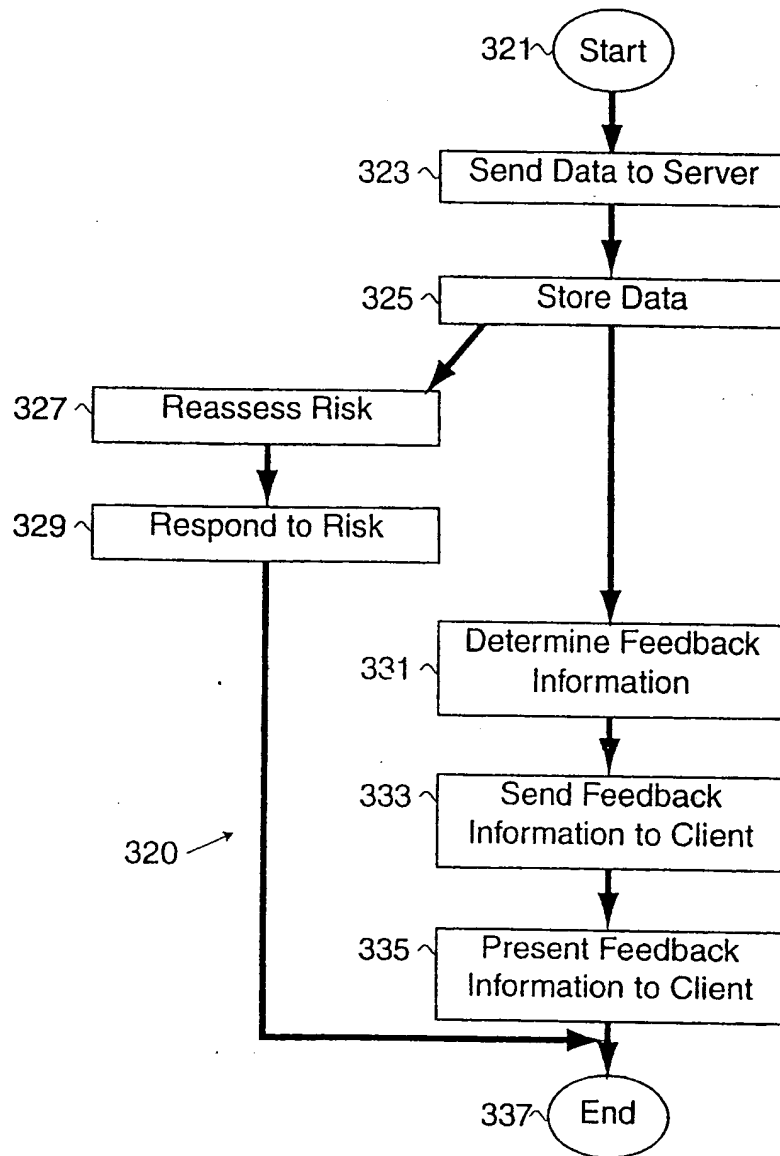 321 Start
323 Send Data to Server
325 Store Data
327 Reassess Risk
329 Respond to Risk
331 Determine Feedback
Information
333 Send Feedback
Information to Client
320
335 Present Feedback
Information to Client
337 End